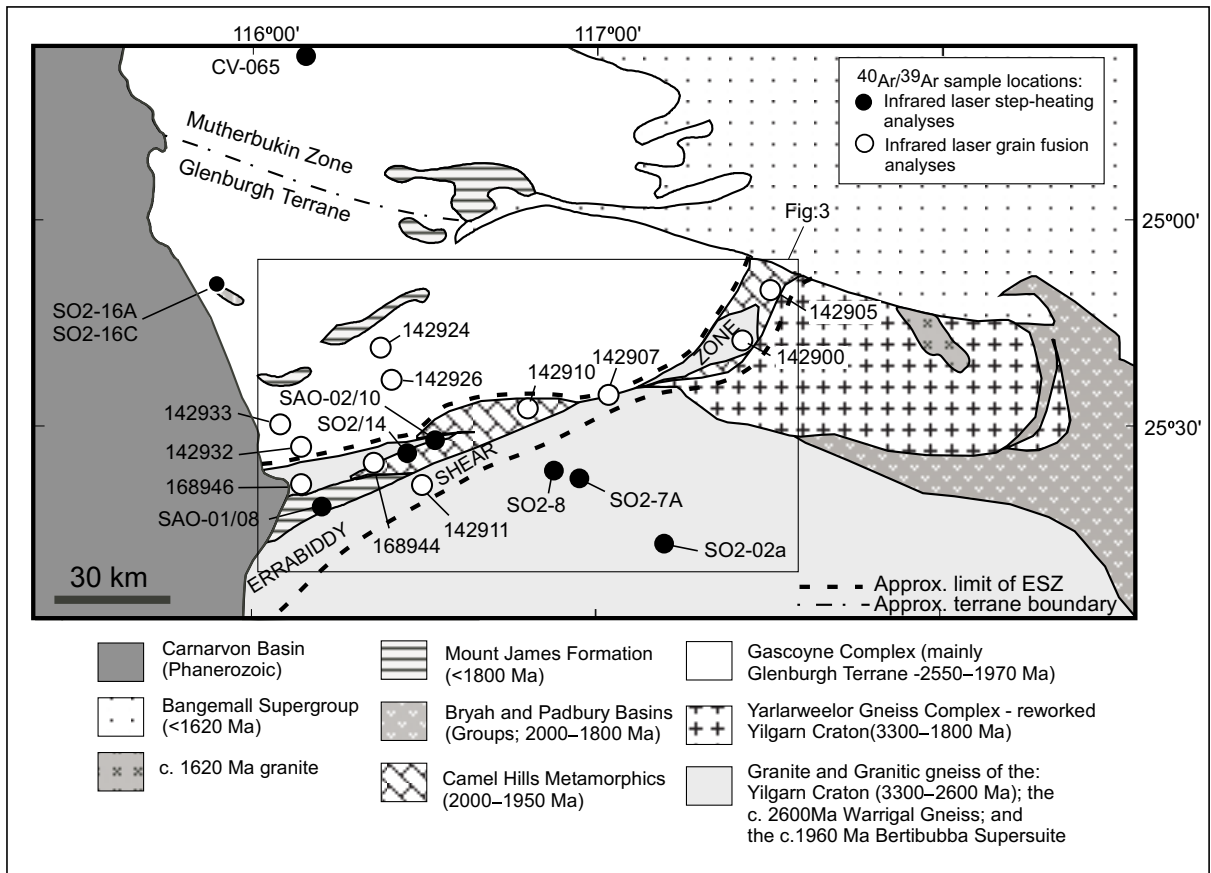 116º00'
117º00'
CV-065
40Ar/39Ar sample locations:
Infrared laser step-heating
analyses
Infrared laser grain fusion
analyses
Mutherbukin Zone
Glenburgh Terrane
Fig.3
25º00'
SO2-16A
SO2-16C
142905
142924
ZONE
142900
142907
142910
142926
SAO-02/10
142933
SO2/14
25º30'
142932
SHEAR
168946
SO2-8
SO2-7A
SAO-01/08
142911
168944
SO2-02a
ERRABIDDY
30 km
Approx. limit of ESZ
Approx. terrane boundary
Carnarvon Basin
(Phanerozoic)
Bangemall Supergroup
(<1620 Ma)
c. 1620 Ma granite
Mount James Formation
(<1800 Ma)
Bryah and Padbury Basins
(Groups; 2000–1800 Ma)
Camel Hills Metamorphics
(2000–1950 Ma)
Gascoyne Complex (mainly
Glenburgh Terrane -2550–1970 Ma)
Yarlarweelor Gneiss Complex - reworked
Yilgarn Craton(3300–1800 Ma)
Granite and Granitic gneiss of the:
Yilgarn Craton (3300–2600 Ma); the
c. 2600Ma Warrigal Gneiss; and
the c.1960 Ma Bertibubba Supersuite